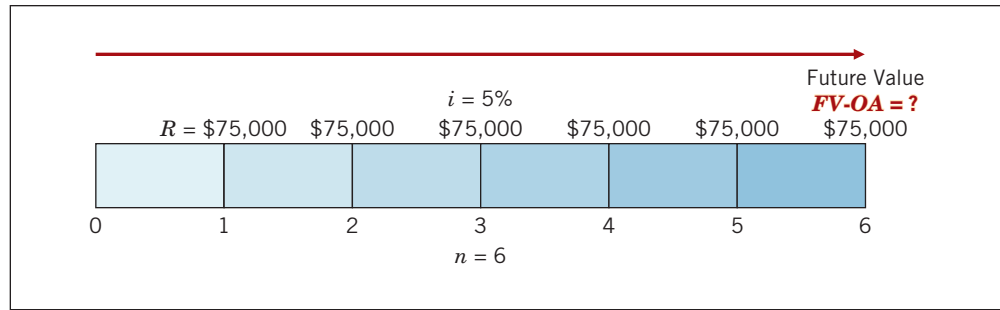 Future Value
i = 5%
FV-OA = ?
R = $75,000 $75,000 $75,000 $75,000 $75,000 $75,000
0 1 2 3 4 5 6
n = 6